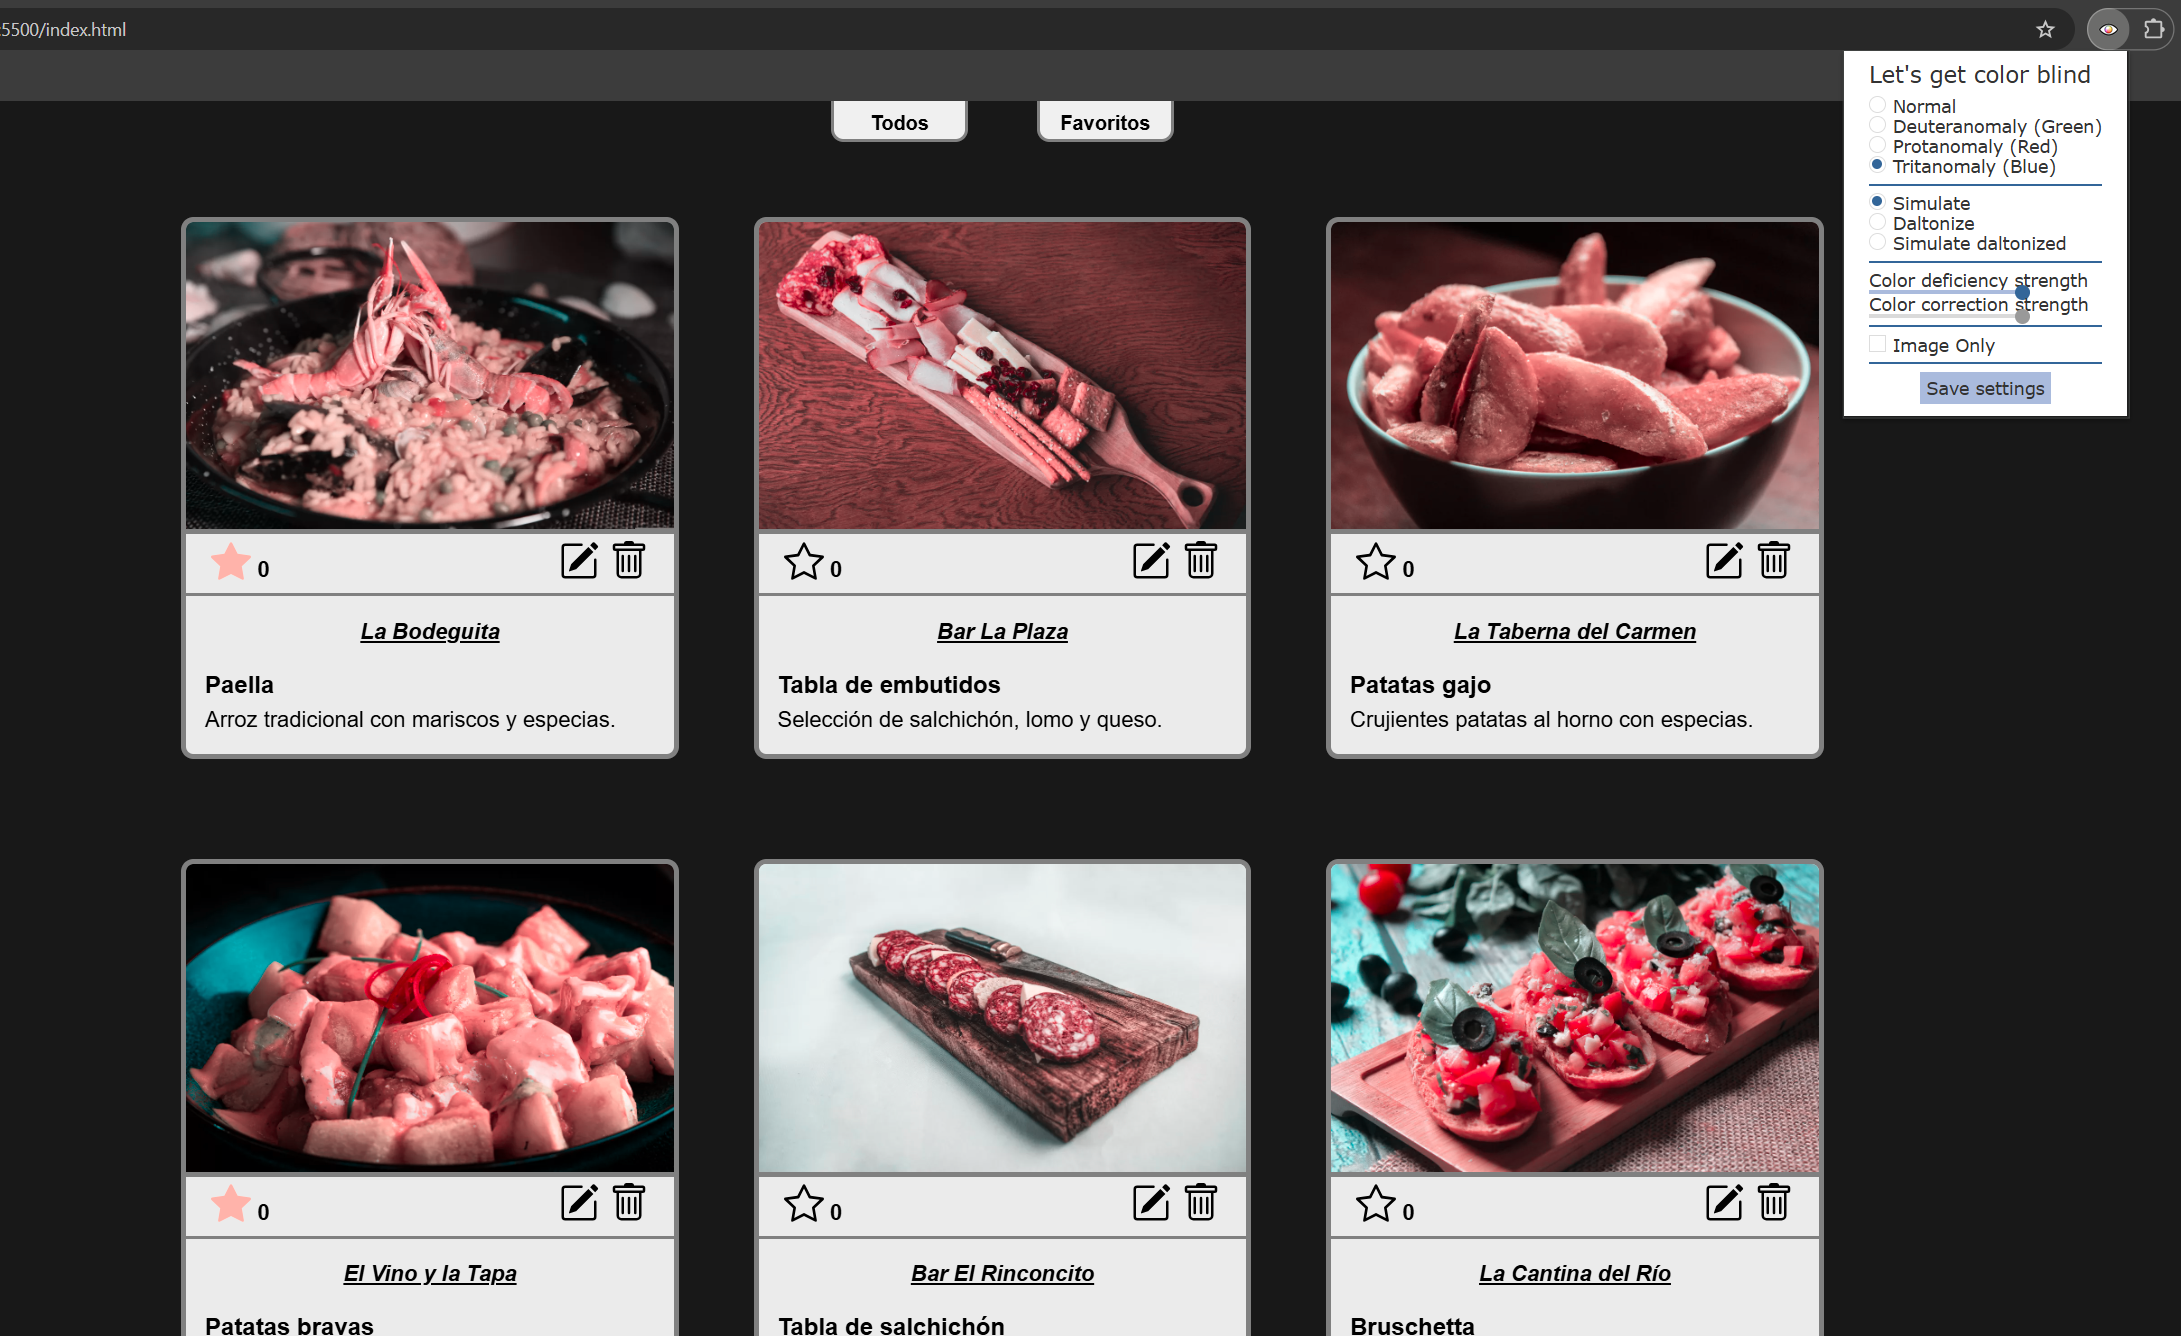 :5500/index.html
Let's get color blind
Normal
Deuteranomaly (Green)
Protanomaly (Red)
Tritanomaly (Blue)
Simulate
Daltonize
Simulate daltonized
Color deficiency strength
Color correction strength
Image Only
Save settings
Todos Favoritos
0
La Bodeguita
Paella
Arroz tradicional con mariscos y especias.
0
Bar La Plaza
Tabla de embutidos
Selección de salchichón, lomo y queso.
0
La Taberna del Carmen
Patatas gajo
Crujientes patatas al horno con especias.
0
El Vino y la Tapa
Patatas bravas
0
Bar El Rinconcito
Tabla de salchichón
0
La Cantina del Río
Bruschetta